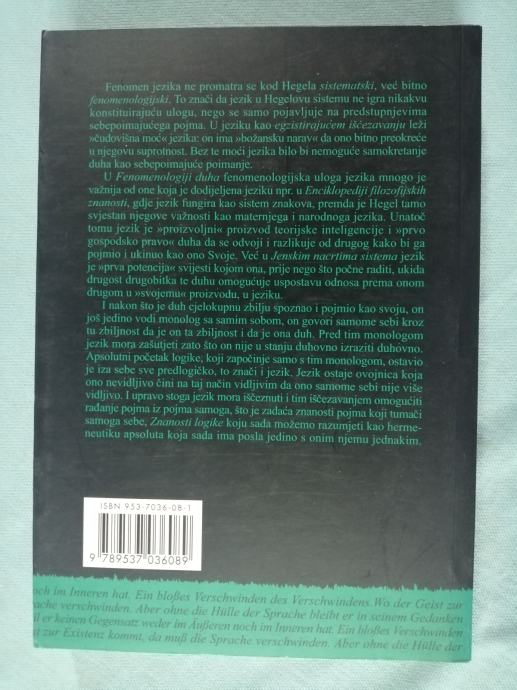 Fenomen jezika ne promatra se kod Hegela sistematski, već bitno
fenomenologijski. To znači da jezik u Hegelovu sistemu ne igra nikakvu
konstituirajuću ulogu, nego se samo pojavljuje na predstupnjevima
sebepoimajućega pojma. U jeziku kao egzistirajućem iščezavanju leži
»čudovišna moć« jezika: on ima »božansku narav« da ono bitno preokreće
u njegovu suprotnost. Bez te moći jezika bilo bi nemoguće samokretanje
duha kao sebepoimajuće poimanje.
U Fenomenologiji duha fenomenologijska uloga jezika mnogo je
važnija od one koja je dodijeljena jeziku npr. u Enciklopediji filozofijskih
znanosti, gdje jezik fungira kao sistem znakova, premda je Hegel tamo
svjestan njegove važnosti kao maternjega i narodnoga jezika. Unatoč
tomu jezik je »proizvoljni« proizvod teorijske inteligencije i »prvo
gospodsko pravo« duha da se odvoji i razlikuje od drugog kako bi ga
pojmio i ukinuo kao ono Svoje. Već u Jenskim nacrtima sistema jezik
je »prva potencija« svijesti kojom ona, prije nego što počne raditi, ukida
drugost drugobitka te duhu omogućuje uspostavu odnosa prema onom
drugom u »svojemu« proizvodu, u jeziku.
I nakon što je duh cjelokupnu zbilju spoznao i pojmio kao svoju, on
još jedino vodi monolog sa samim sobom, on govori samome sebi kroz
tu zbiljnost da je on ta zbiljnost i da je ona duh. Pred tim monologom
jezik mora zašutjeti zato što on nije u stanju duhovno izraziti duhovno.
Apsolutni početak logike, koji započinje samo s tim monologom, ostavio
je iza sebe sve predlogičko, to znači i jezik. Jezik ostaje ovojnica koja
ono nevidljivo čini na taj način vidljivim da ono samome sebi nije više
vidljivo. I upravo stoga jezik mora iščeznuti i tim iščezavanjem omogućiti
rađanje pojma iz pojma samoga, što je zadaća znanosti pojma koji tumači
samoga sebe, Znanosti logike koju sada možemo razumjeti kao herme-
neutiku apsoluta koja sada ima posla jedino s onim njemu jednakim.
ISBN 953-7036-08-1
9 789537 036089
noch im Inneren hat. Ein bloßes Verschwinden des Verschwindens. Wo der Geist zur
rache verschwinden. Aber ohne die Hülle der Sprache bleibt er in seinem Gedanken
il er keinen Gegensatz weder im Äußeren noch im Inneren hat. Ein bloßes Verschwinden
st zur Existenz kommt, da muß die Sprache verschwinden. Aber ohne die Hülle der